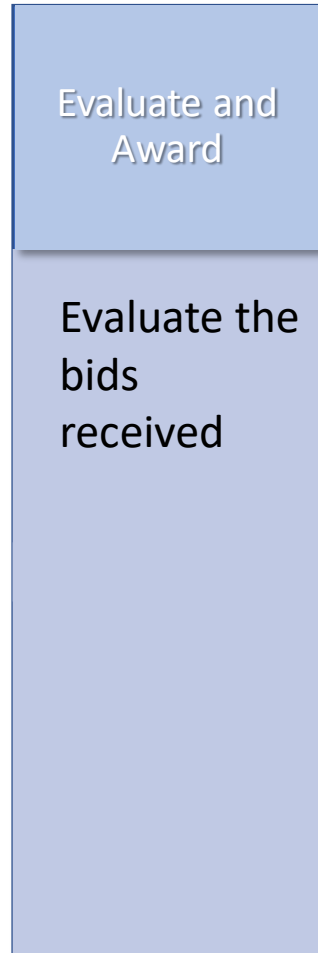 Evaluate and
Award
Evaluate the
bids
received